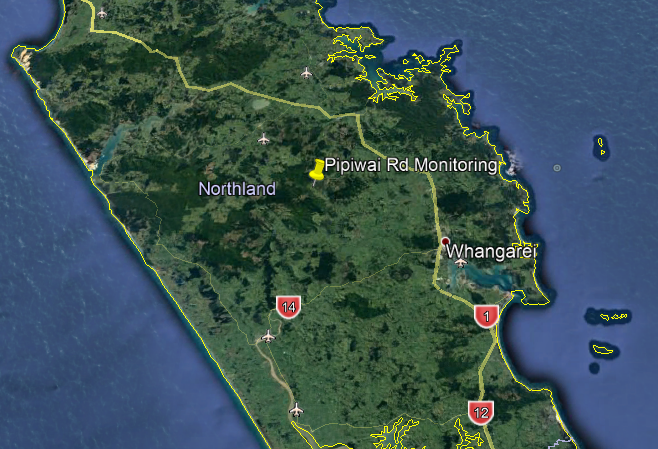 Pipiwai Rd Monitoring
Northland
Whangarei
14
1
12